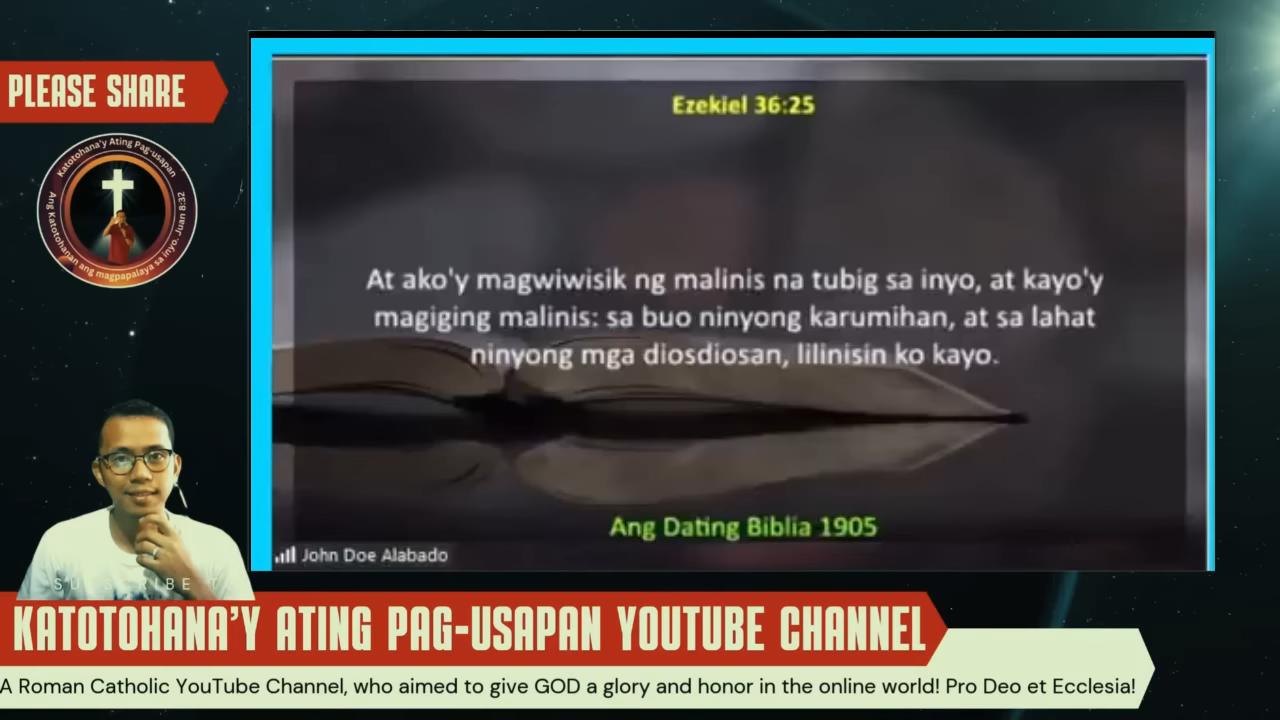 PLEASE SHARE
Katotohana'y Ating Pag-usapan
Ang Katotohanan ang magpapalaya sa inyo. Juan 8:32
Ezekiel 36:25
At ako'y magwiwisik ng malinis na tubig sa inyo, at kayo'y
magiging malinis: sa buo ninyong karumihan, at sa lahat
ninyong mga diosdiosan, lilinisin ko kayo.
Ang Dating Biblia 1905
John Doe Alabado
KATOTOHANA'Y ATING PAG-USAPAN YOUTUBE CHANNEL
A Roman Catholic YouTube Channel, who aimed to give GOD a glory and honor in the online world! Pro Deo et Ecclesia!